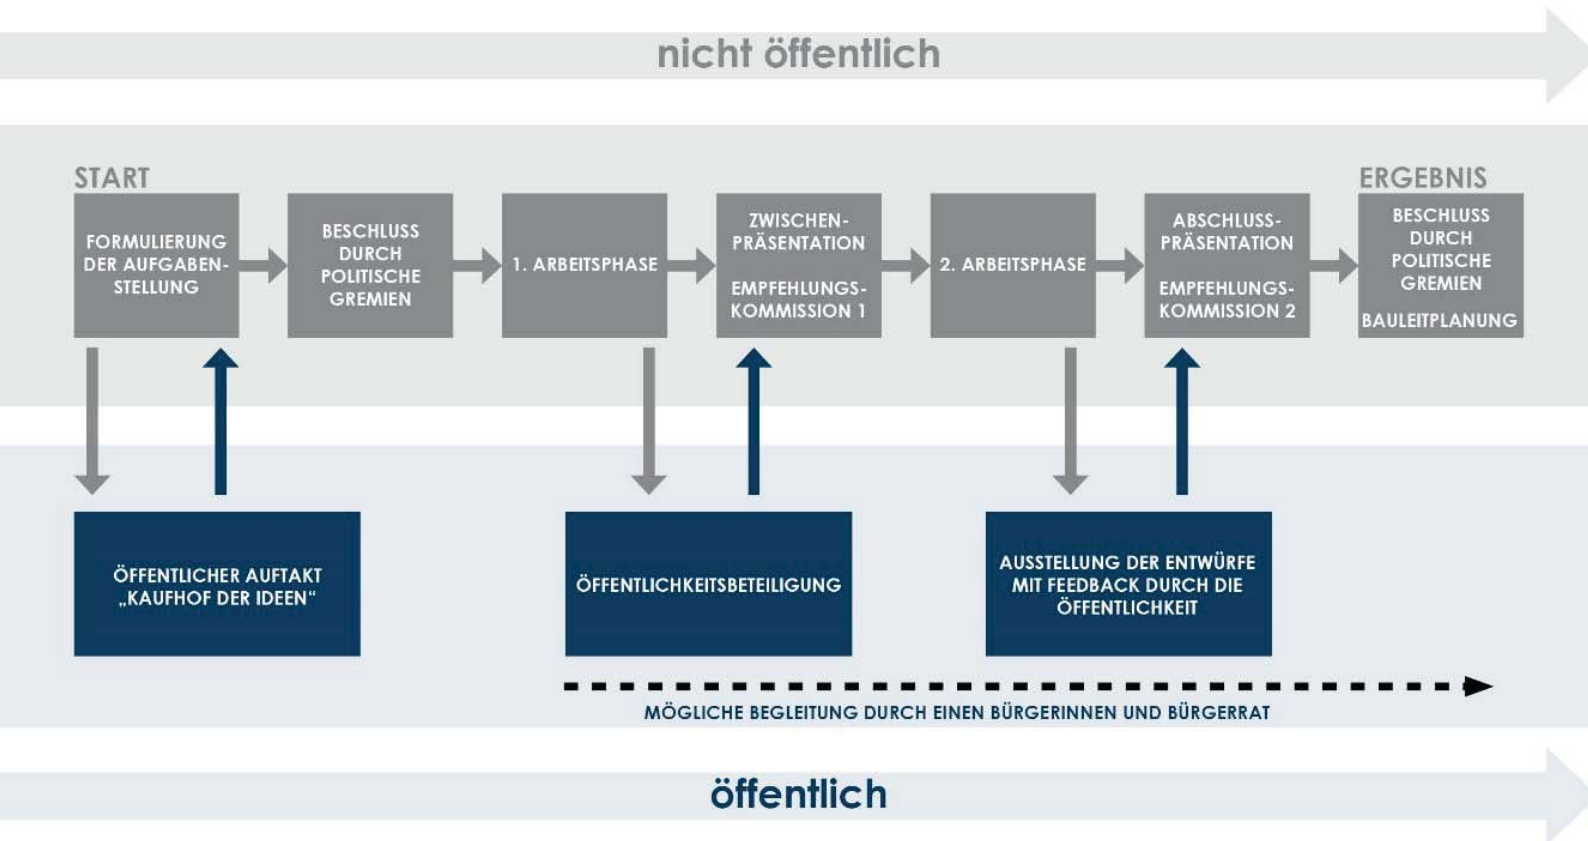 nicht öffentlich
START
FORMULIERUNG
DER AUFGABEN-
STELLUNG
BESCHLUSS
DURCH
POLITISCHE
GREMIEN
1. ARBEITSPHASE
ZWISCHEN-
PRÄSENTATION
EMPFEHLUNGS-
KOMMISSION 1
2. ARBEITSPHASE
ABSCHLUSS-
PRÄSENTATION
EMPFEHLUNGS-
KOMMISSION 2
ERGEBNIS
BESCHLUSS
DURCH
POLITISCHE
GREMIEN
BAULEITPLANUNG
ÖFFENTLICHER AUFTAKT
„KAUFHOF DER IDEEN“
ÖFFENTLICHKEITSBETEILIGUNG
AUSSTELLUNG DER ENTWÜRFE
MIT FEEDBACK DURCH DIE
ÖFFENTLICHKEIT
MÖGLICHE BEGLEITUNG DURCH EINEN BÜRGERINNEN UND BÜRGERRAT
öffentlich